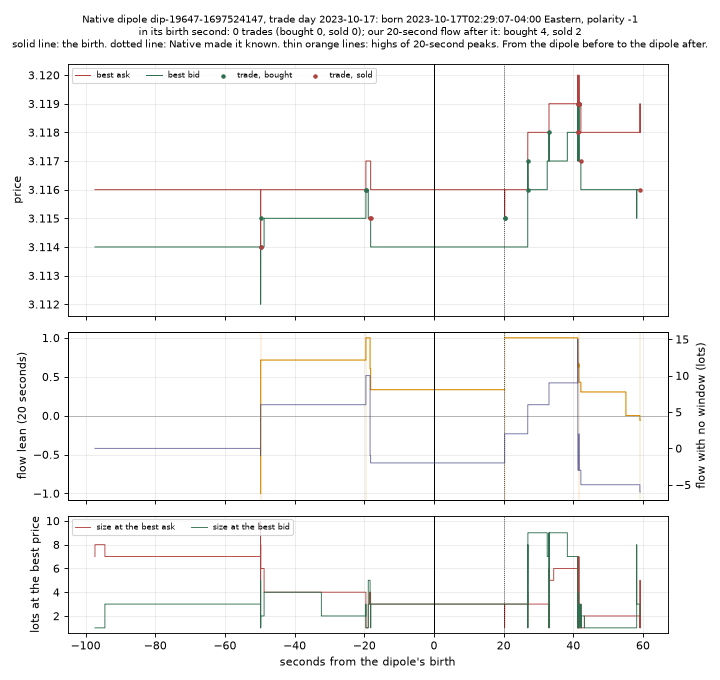 Native dipole dip-19647-1697524147, trade day 2023-10-17: born 2023-10-17T02:29:07-04:00 Eastern, polarity -1
in its birth second: 0 trades (bought 0, sold 0); our 20-second flow after it: bought 4, sold 2
solid line: the birth. dotted line: Native made it known. thin orange lines: highs of 20-second peaks. From the dipole before to the dipole after.
best ask
best bid
trade, bought
trade, sold
3.120
3.119
3.118
3.117
3.116
3.115
3.114
3.113
3.112
price
1.0
0.5
0.0
−0.5
−1.0
flow lean (20 seconds)
15
10
5
0
−5
flow with no window (lots)
size at the best ask
size at the best bid
10
8
6
4
2
lots at the best price
−100
−80
−60
−40
−20
0
20
40
60
seconds from the dipole's birth